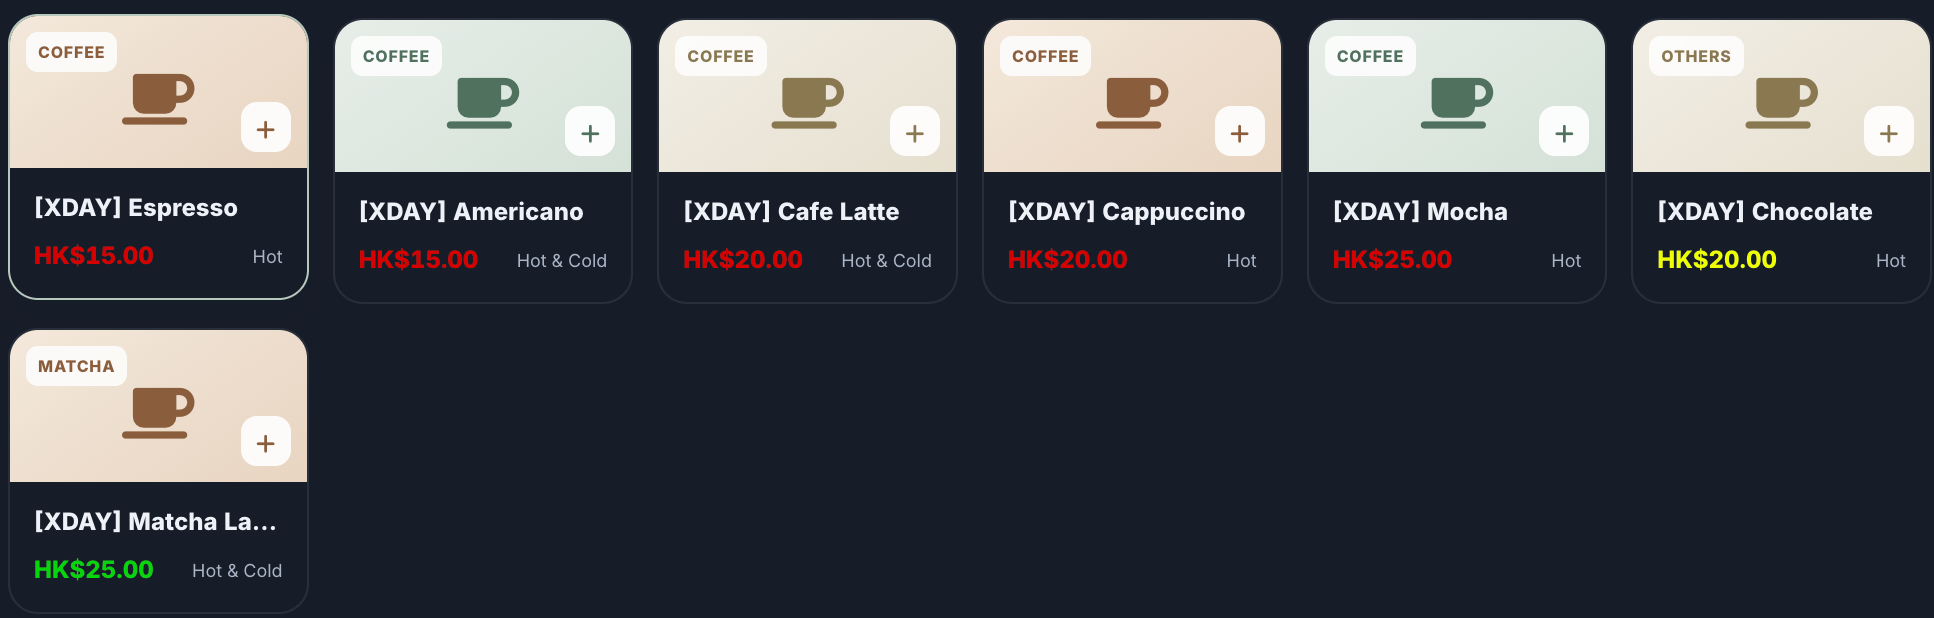 COFFEE
+
[XDAY] Espresso
HK$15.00 Hot
COFFEE
+
[XDAY] Americano
HK$15.00 Hot & Cold
COFFEE
+
[XDAY] Cafe Latte
HK$20.00 Hot & Cold
COFFEE
+
[XDAY] Cappuccino
HK$20.00 Hot
COFFEE
+
[XDAY] Mocha
HK$25.00 Hot
OTHERS
+
[XDAY] Chocolate
HK$20.00 Hot
MATCHA
+
[XDAY] Matcha La...
HK$25.00 Hot & Cold